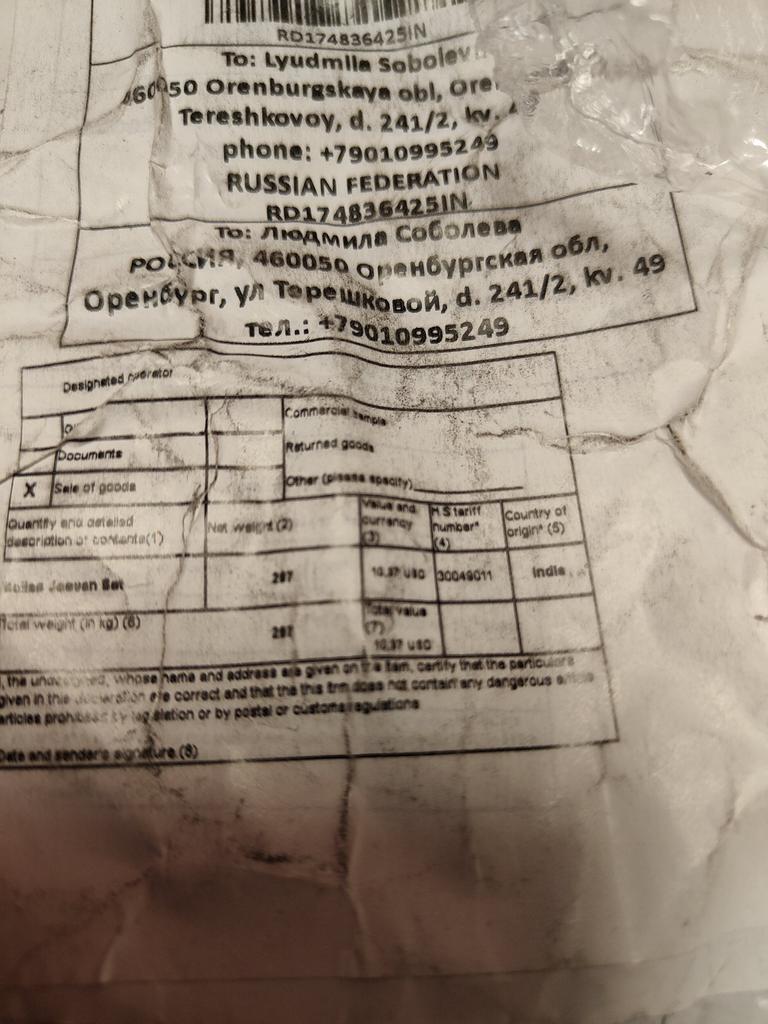 RD174836425IN
To: Lyudmila Sobolev
460050 Orenburgskaya obl, Ore
Tereshkovoy, d. 241/2, kv.
phone: +79010995249
RUSSIAN FEDERATION
RD174836425IN
To: Людмила Соболева
РОССИЯ, 460050 Оренбургская обл,
Оренбург, ул Терешковой, d. 241/2, kv. 49
тел.: +79010995249
Designated operator
Commercial sample
Documents
Returned goods
X Sale of goods
Other (please specify)
Quantity and detailed description of contents(1)
Net weight (2)
Value and currency (3)
HS tariff number* (4)
Country of origin* (5)
Jeevan Set
287
10.37 USD
30049011
India
Total weight (in kg) (6)
287
Total value (7)
10.37 USD
I, the undersigned, whose name and address are given on the item, certify that the particulars
given in this declaration are correct and that the this itm does not contain any dangerous article
articles prohibited by legislation or by postal or customs regulations
Date and sender's signature (8)